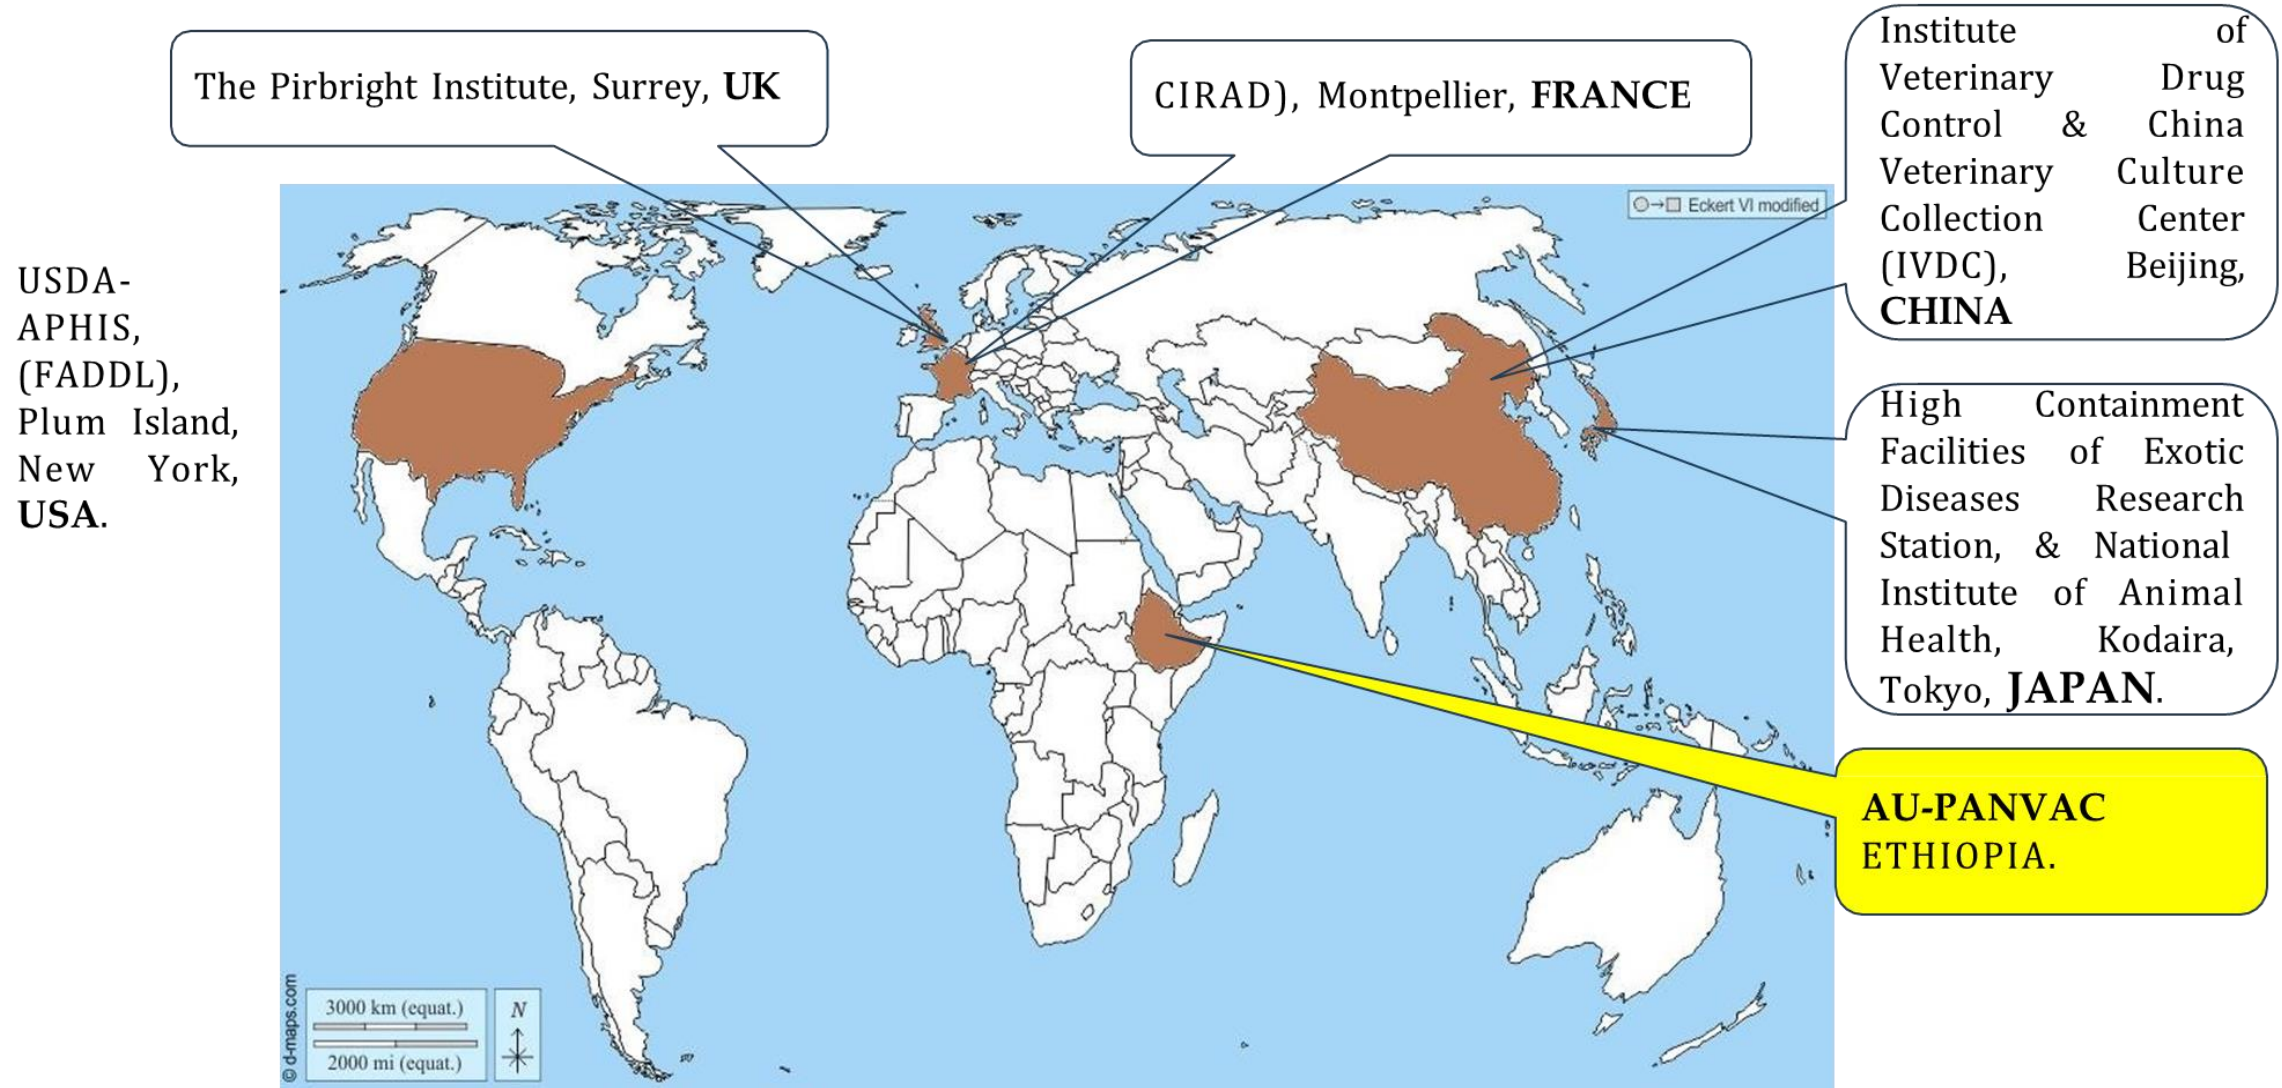 The Pirbright Institute, Surrey, UK
CIRAD), Montpellier, FRANCE
Institute of
Veterinary Drug
Control & China
Veterinary Culture
Collection Center
(IVDC), Beijing,
CHINA
Eckert VI modified
USDA-
APHIS,
(FADDL),
Plum Island,
New York,
USA.
High Containment
Facilities of Exotic
Diseases Research
Station, & National
Institute of Animal
Health, Kodaira,
Tokyo, JAPAN.
AU-PANVAC
ETHIOPIA.
© d-maps.com
3000 km (equat.)
2000 mi (equat.)
N